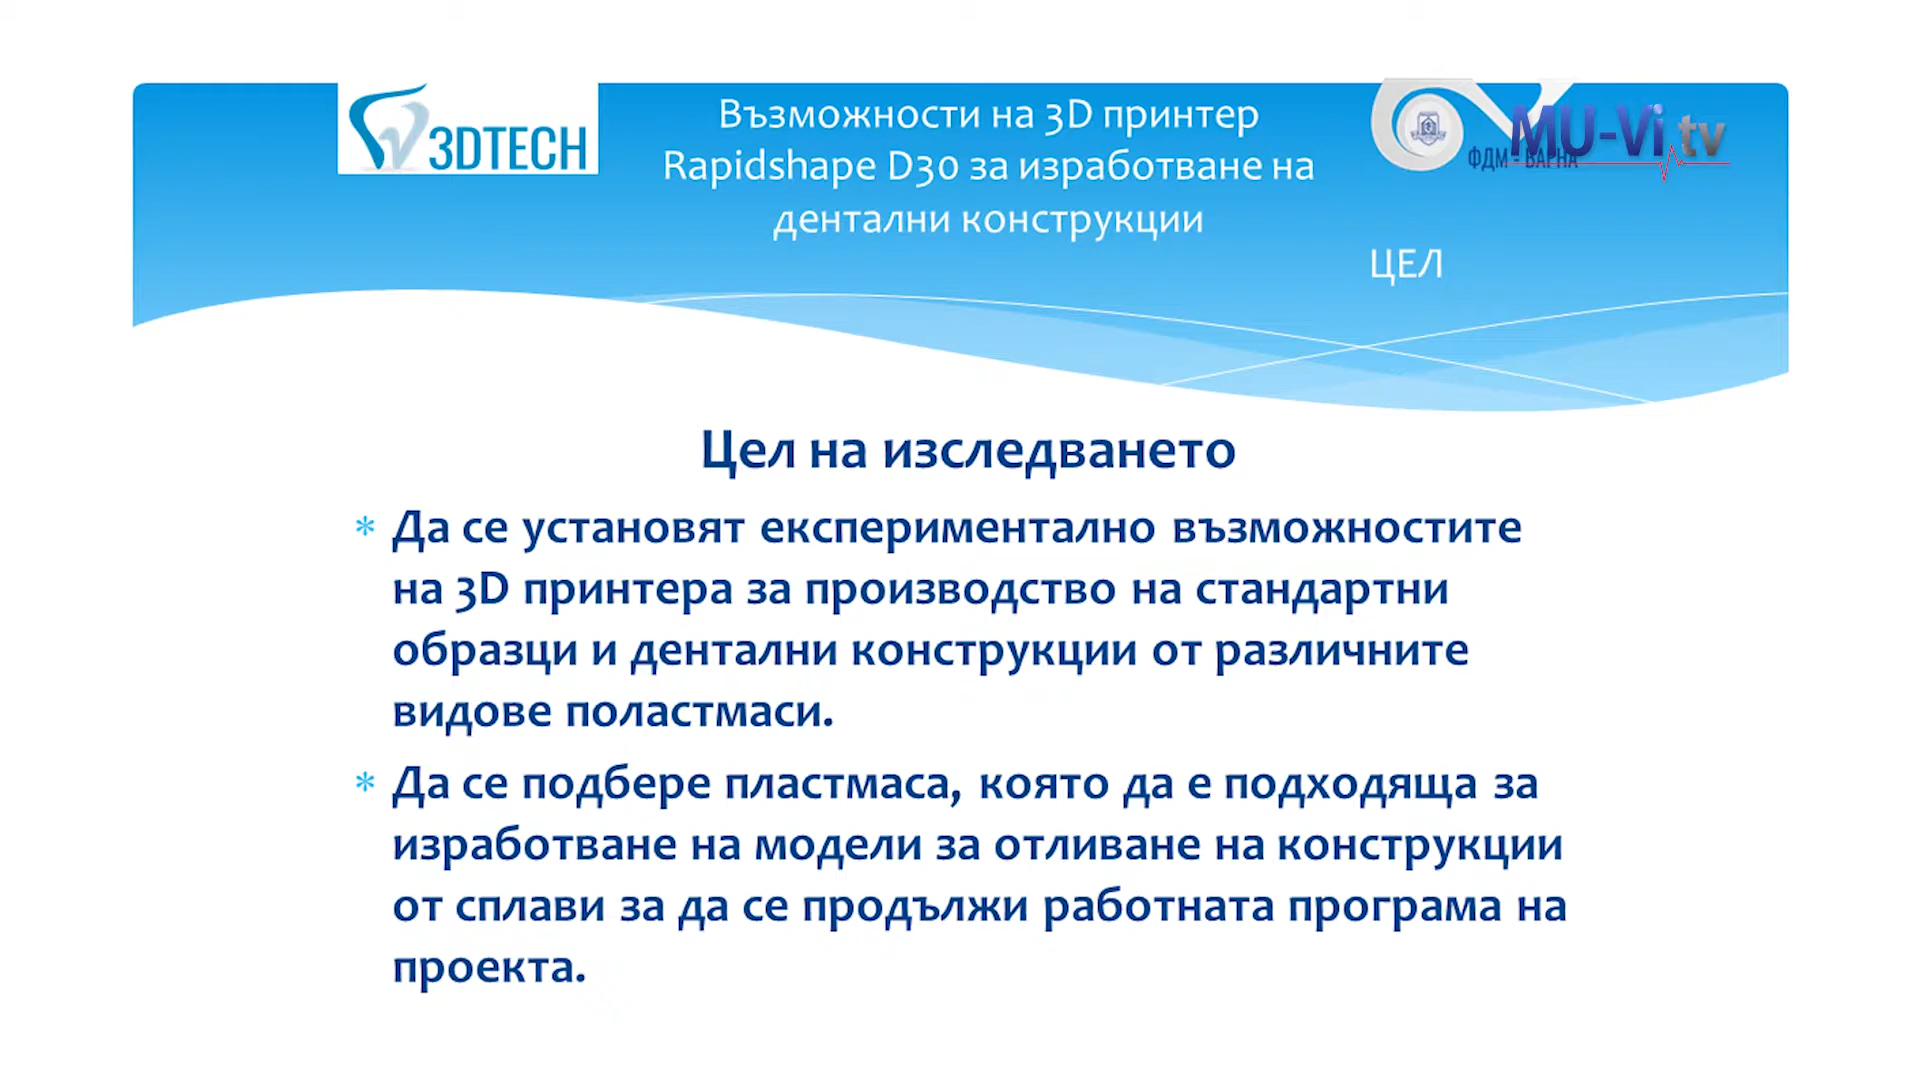 3DTECH
Възможности на 3D принтер
Rapidshape D30 за изработване на
дентални конструкции
MU-Vi tv
ФДМ - ВАРНА
ЦЕЛ
Цел на изследването
* Да се установят експериментално възможностите
на 3D принтера за производство на стандартни
образци и дентални конструкции от различните
видове поластмаси.
* Да се подбере пластмаса, която да е подходяща за
изработване на модели за отливане на конструкции
от сплави за да се продължи работната програма на
проекта.